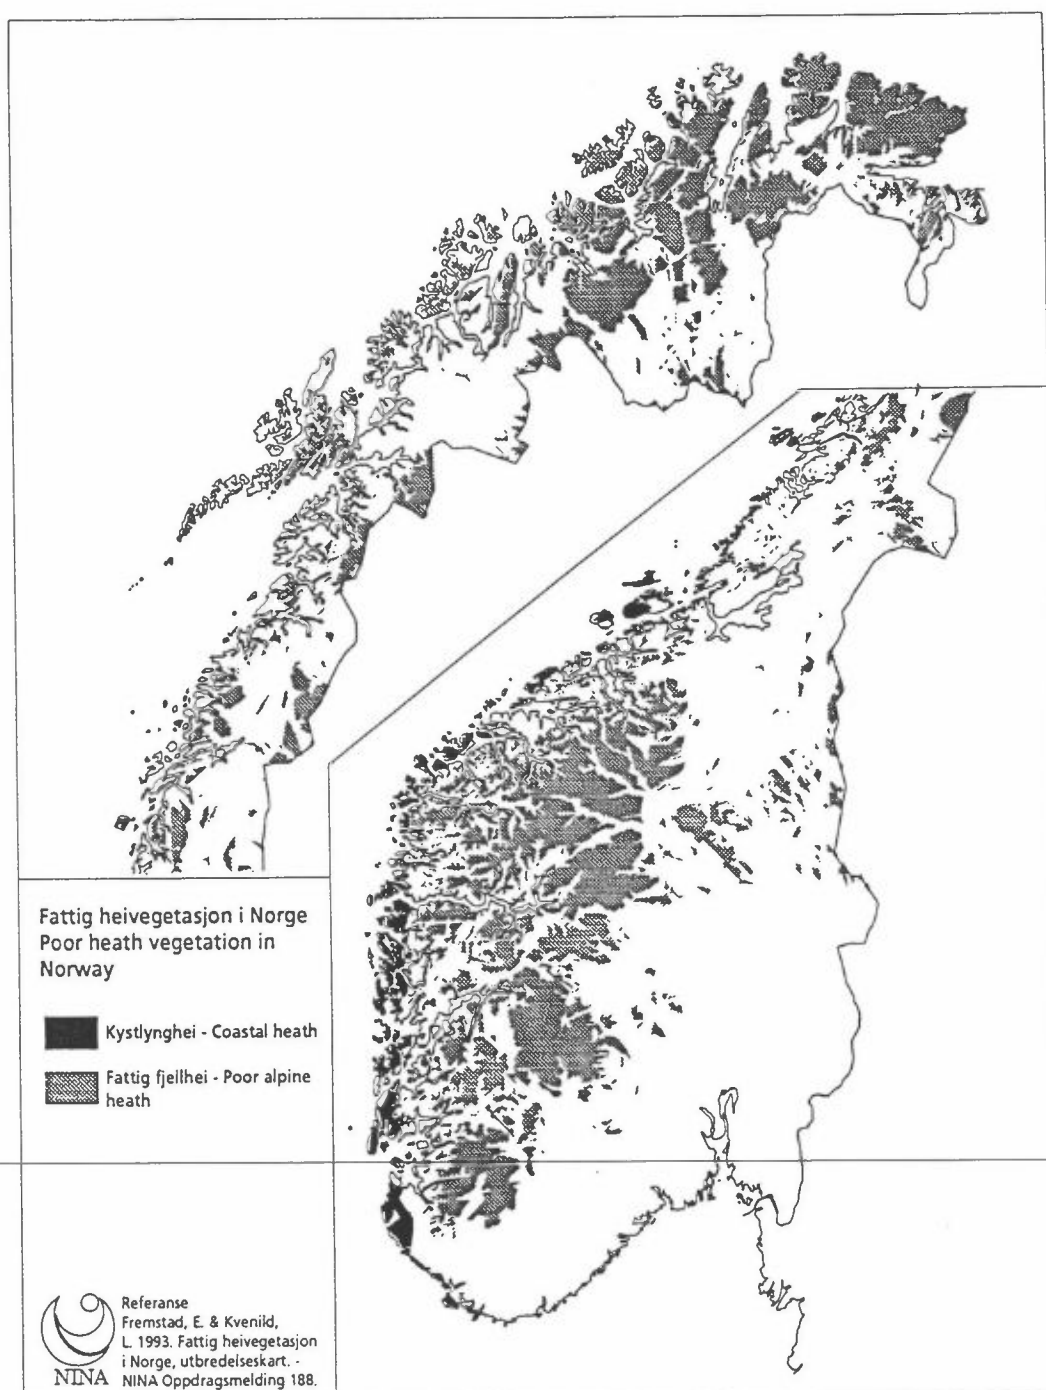 Fattig heivegetasjon i Norge
Poor heath vegetation in
Norway
Kystlynghei - Coastal heath
Fattig fjellhei - Poor alpine
heath
NINA
Referanse
Fremstad, E. & Kvenild,
L. 1993. Fattig heivegetasjon
i Norge, utbredelseskart. -
NINA Oppdragsmelding 188.